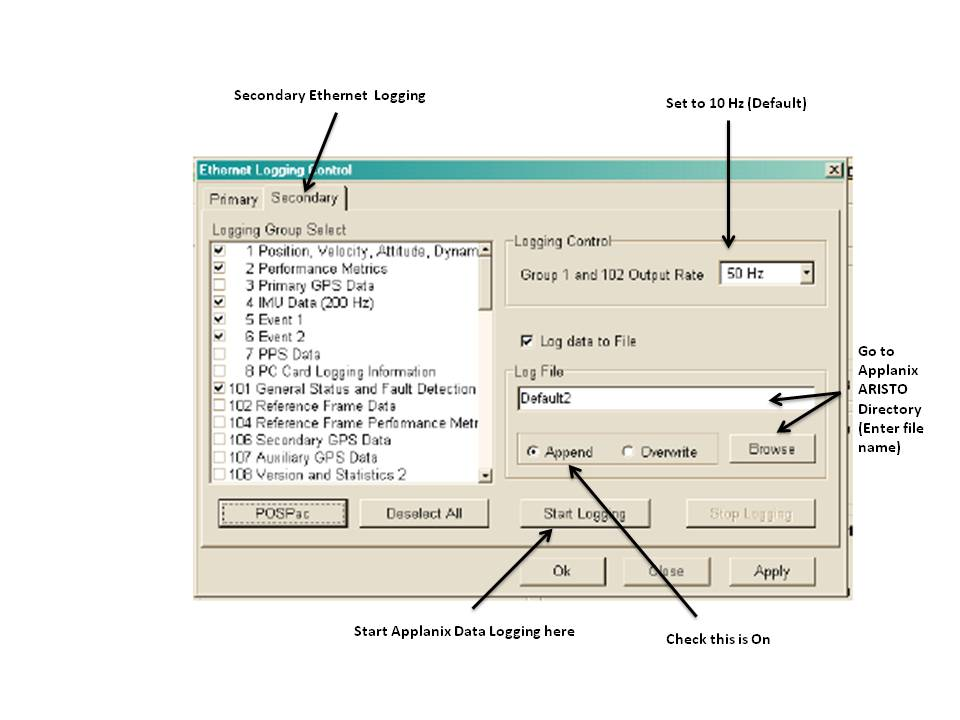 Secondary Ethernet Logging
Set to 10 Hz (Default)
Ethernet Logging Control
Primary
Secondary
Logging Group Select
1 Position, Velocity, Attitude, Dynam
2 Performance Metrics
3 Primary GPS Data
4 IMU Data (200 Hz)
5 Event 1
6 Event 2
7 PPS Data
8 PC Card Logging Information
101 General Status and Fault Detection
102 Reference Frame Data
104 Reference Frame Performance Metr
106 Secondary GPS Data
107 Auxiliary GPS Data
108 Version and Statistics 2
POSPac
Deselect All
Logging Control
Group 1 and 102 Output Rate
50 Hz
Log data to File
Log File
Default2
Append
Overwrite
Browse
Start Logging
Stop Logging
Ok
Close
Apply
Go to
Applanix
ARISTO
Directory
(Enter file
name)
Start Applanix Data Logging here
Check this is On